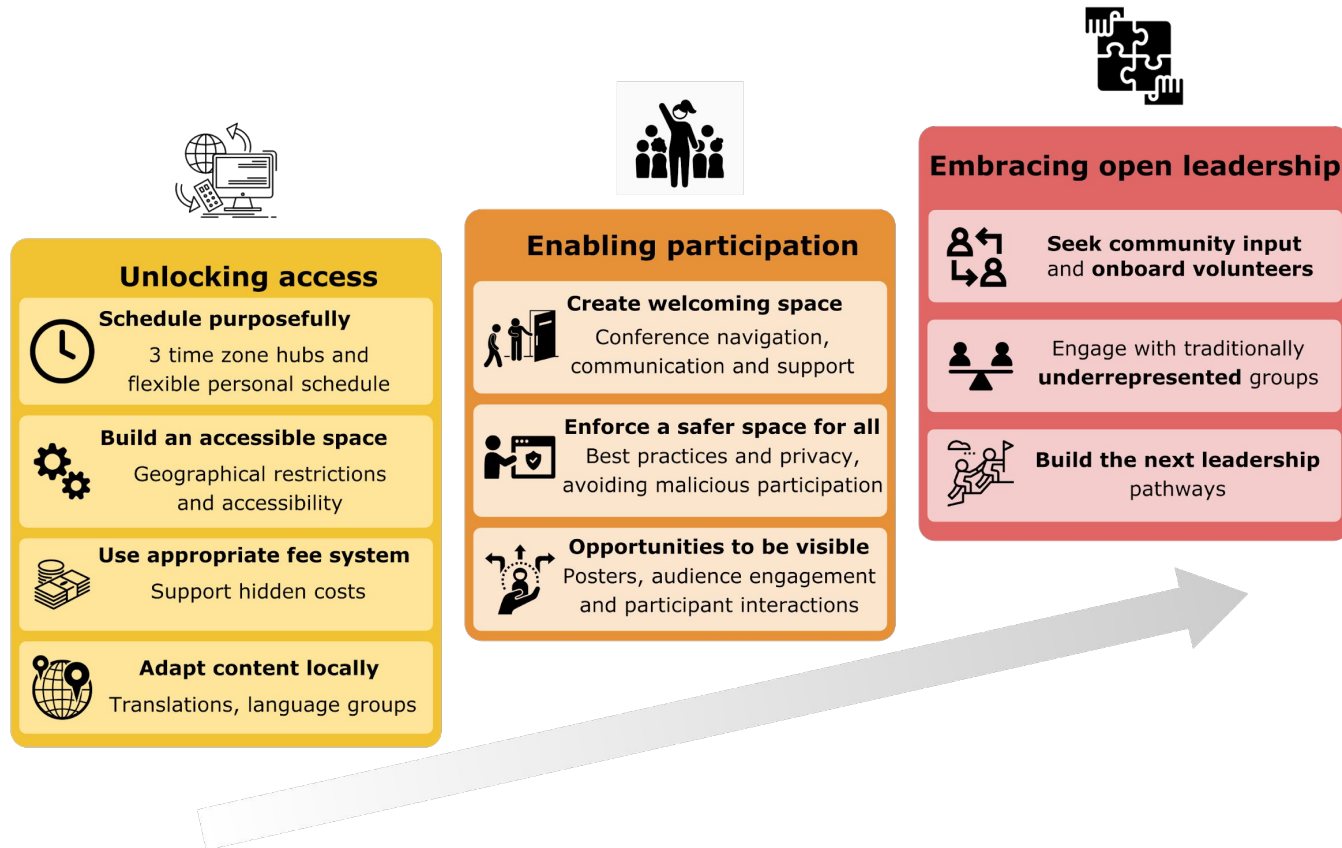 Unlocking access
Schedule purposefully
3 time zone hubs and
flexible personal schedule
Build an accessible space
Geographical restrictions
and accessibility
Use appropriate fee system
Support hidden costs
Adapt content locally
Translations, language groups
Enabling participation
Create welcoming space
Conference navigation,
communication and support
Enforce a safer space for all
Best practices and privacy,
avoiding malicious participation
Opportunities to be visible
Posters, audience engagement
and participant interactions
Embracing open leadership
Seek community input
and onboard volunteers
Engage with traditionally
underrepresented groups
Build the next leadership
pathways